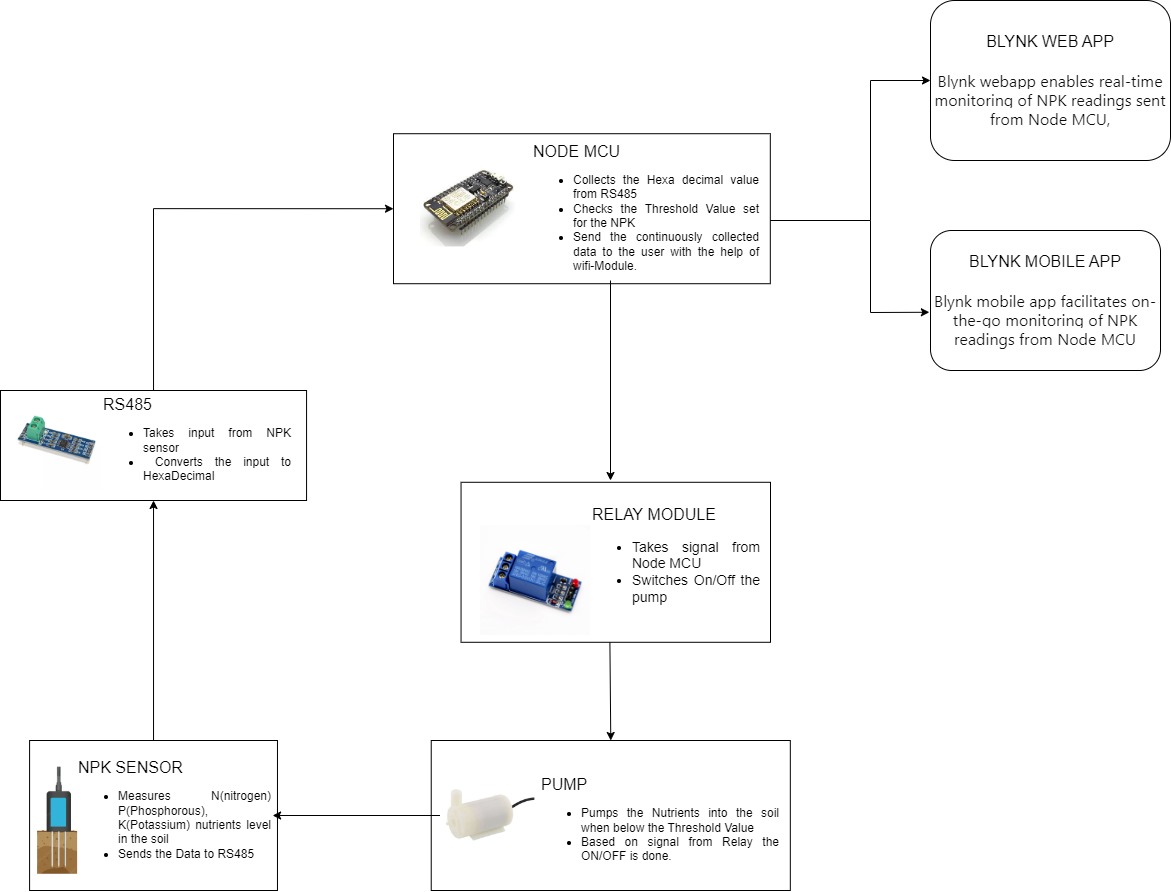 BLYNK WEB APP
Blynk webapp enables real-time
monitoring of NPK readings sent
from Node MCU,
NODE MCU
Collects the Hexa decimal value
from RS485
Checks the Threshold Value set
for the NPK
Send the continuously collected
data to the user with the help of
wifi-Module.
BLYNK MOBILE APP
Blynk mobile app facilitates on-
the-go monitoring of NPK
readings from Node MCU
RS485
Takes input from NPK
sensor
Converts the input to
HexaDecimal
RELAY MODULE
Takes signal from
Node MCU
Switches On/Off the
pump
NPK SENSOR
Measures N(nitrogen)
P(Phosphorous),
K(Potassium) nutrients level
in the soil
Sends the Data to RS485
PUMP
Pumps the Nutrients into the soil
when below the Threshold Value
Based on signal from Relay the
ON/OFF is done.